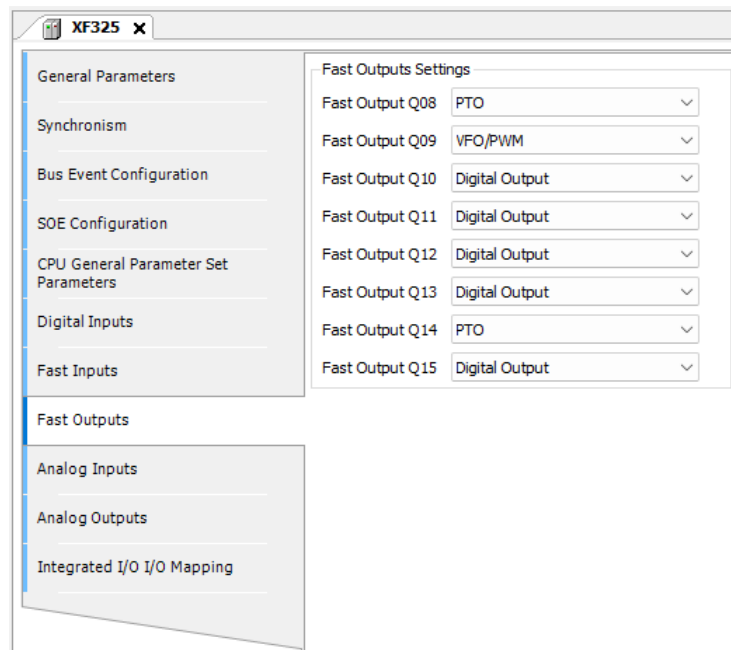 XF325
General Parameters
Synchronism
Bus Event Configuration
SOE Configuration
CPU General Parameter Set
Parameters
Digital Inputs
Fast Inputs
Fast Outputs
Analog Inputs
Analog Outputs
Integrated I/O I/O Mapping
Fast Outputs Settings
Fast Output Q08 PTO
Fast Output Q09 VFO/PWM
Fast Output Q10 Digital Output
Fast Output Q11 Digital Output
Fast Output Q12 Digital Output
Fast Output Q13 Digital Output
Fast Output Q14 PTO
Fast Output Q15 Digital Output